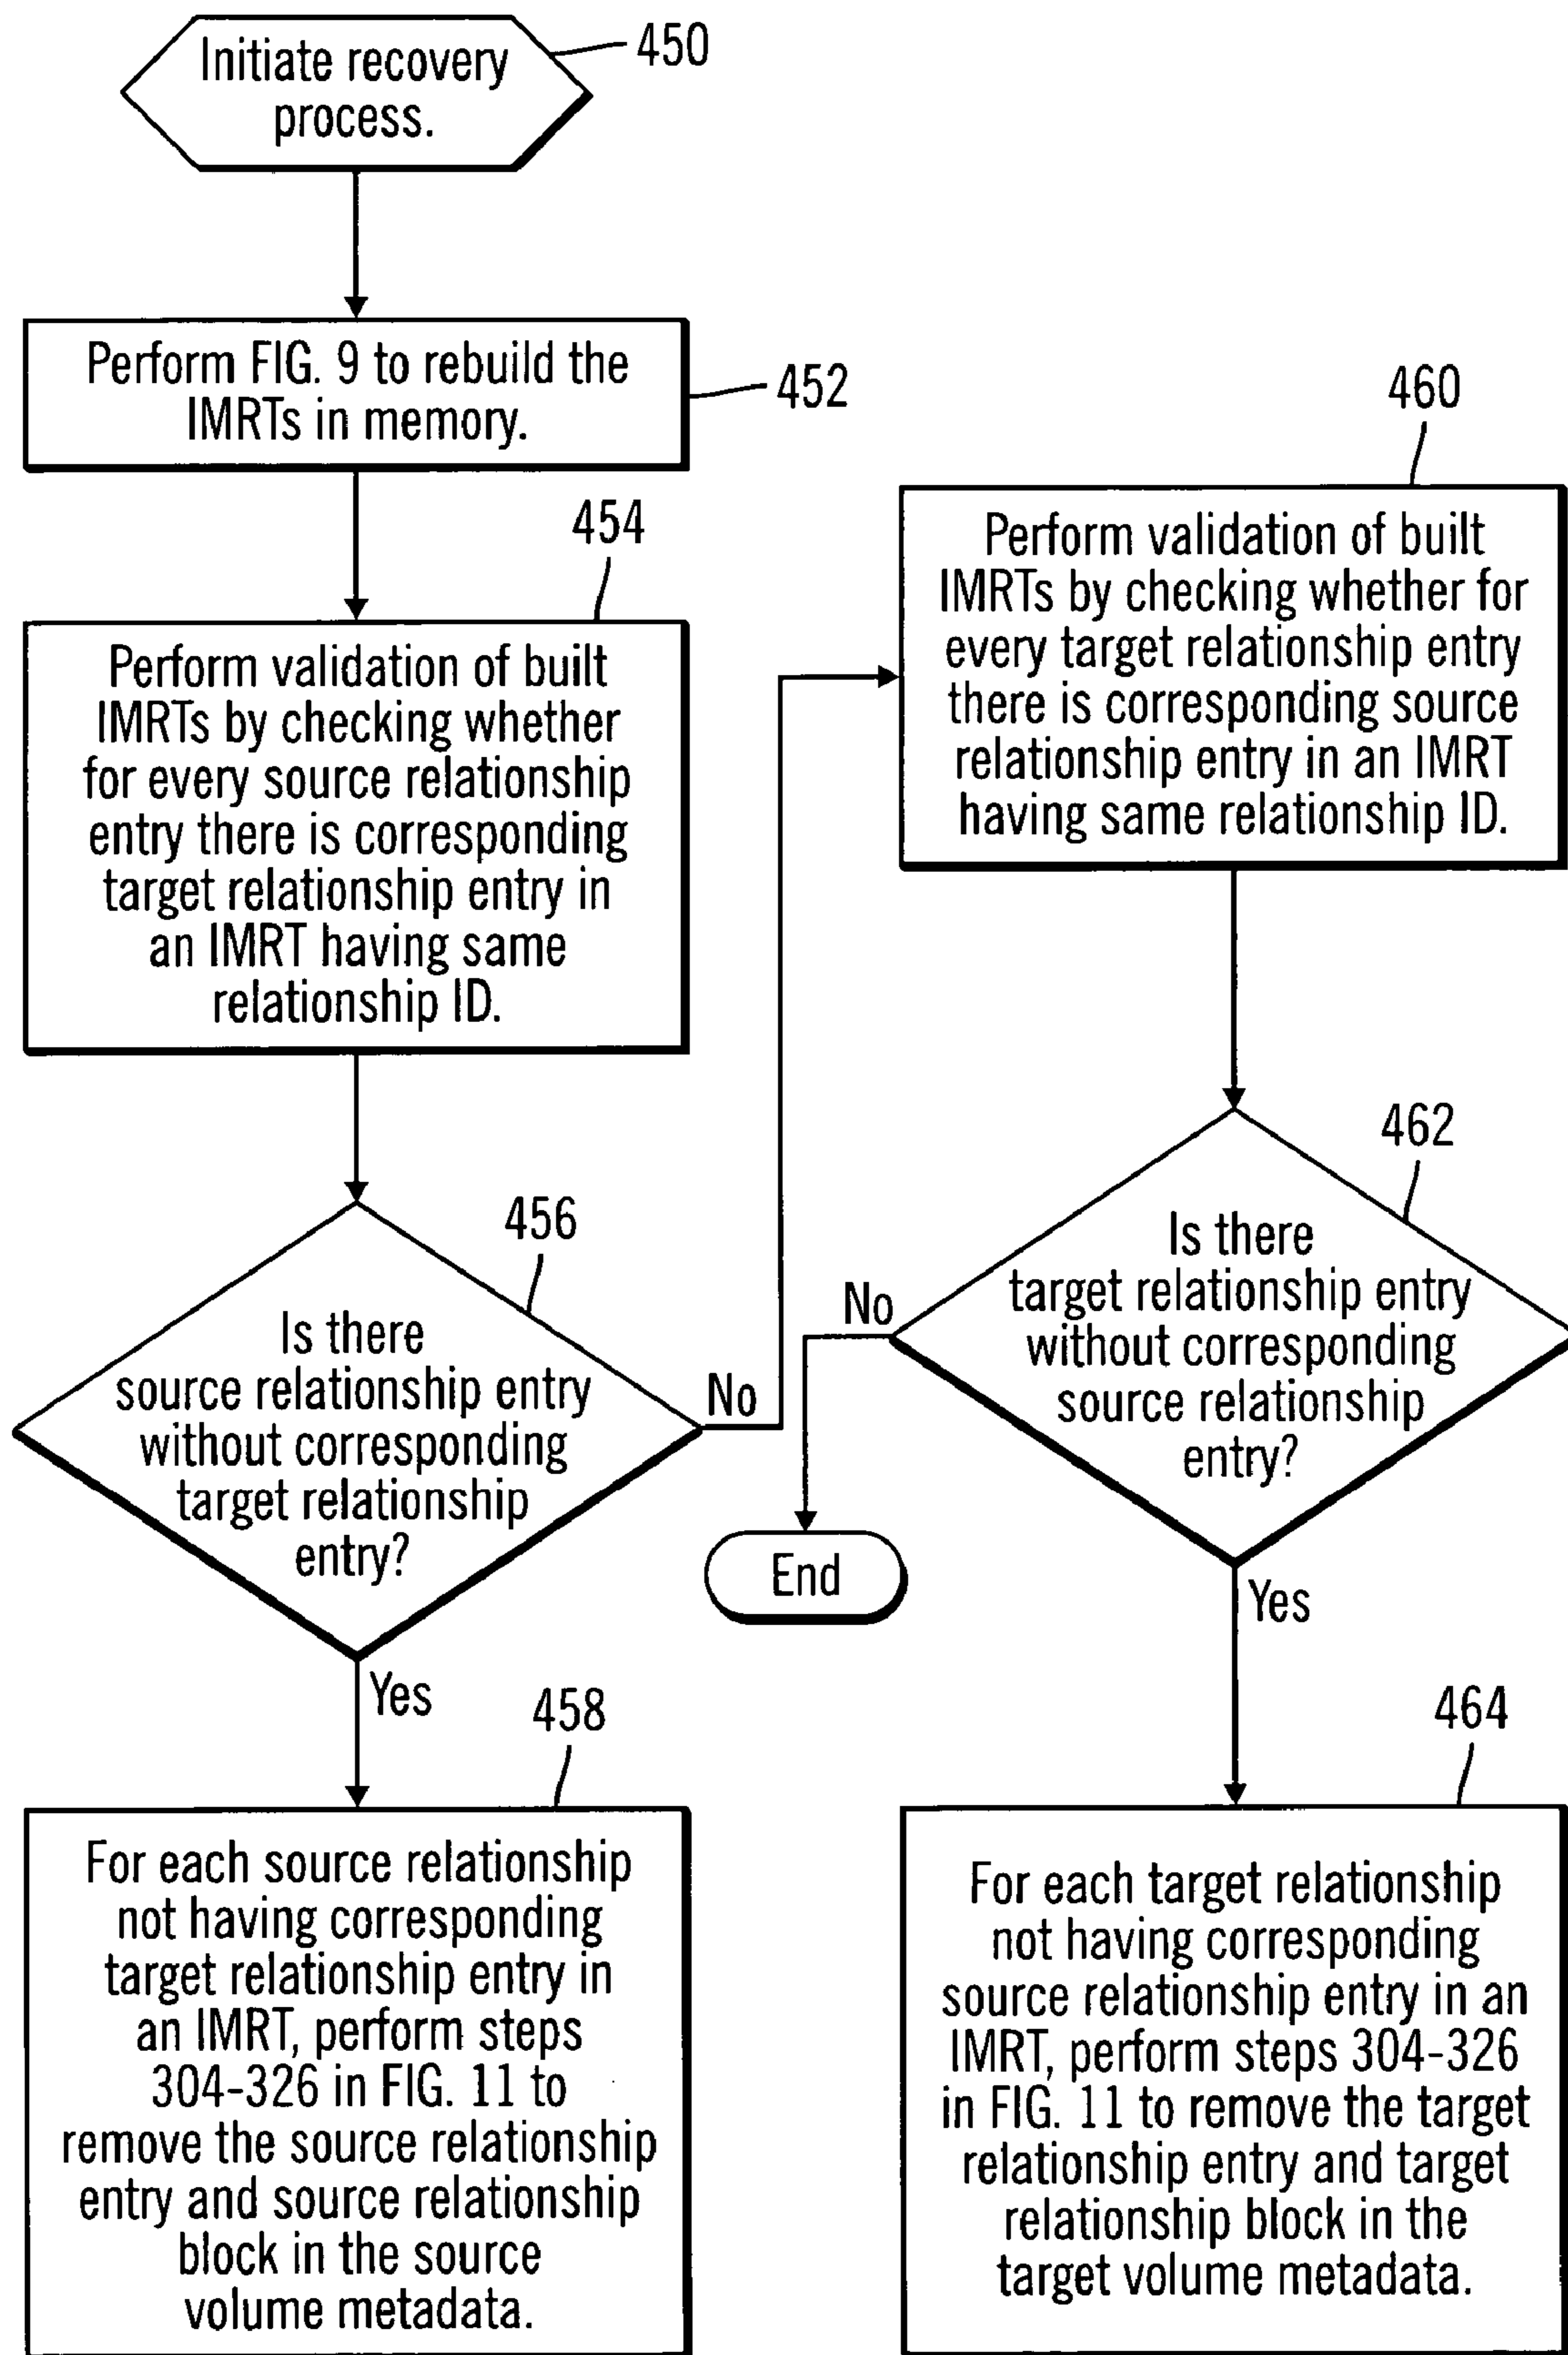 Initiate recovery
process.
450
Perform FIG. 9 to rebuild the
IMRTs in memory.
452
454
Perform validation of built
IMRTs by checking whether
for every source relationship
entry there is corresponding
target relationship entry in
an IMRT having same
relationship ID.
456
Is there
source relationship entry
without corresponding
target relationship
entry?
No
Yes
458
For each source relationship
not having corresponding
target relationship entry in
an IMRT, perform steps
304-326 in FIG. 11 to
remove the source relationship
entry and source relationship
block in the source
volume metadata.
460
Perform validation of built
IMRTs by checking whether for
every target relationship entry
there is corresponding source
relationship entry in an IMRT
having same relationship ID.
462
Is there
target relationship entry
without corresponding
source relationship
entry?
No
End
Yes
464
For each target relationship
not having corresponding
source relationship entry in an
IMRT, perform steps 304-326
in FIG. 11 to remove the target
relationship entry and target
relationship block in the
target volume metadata.